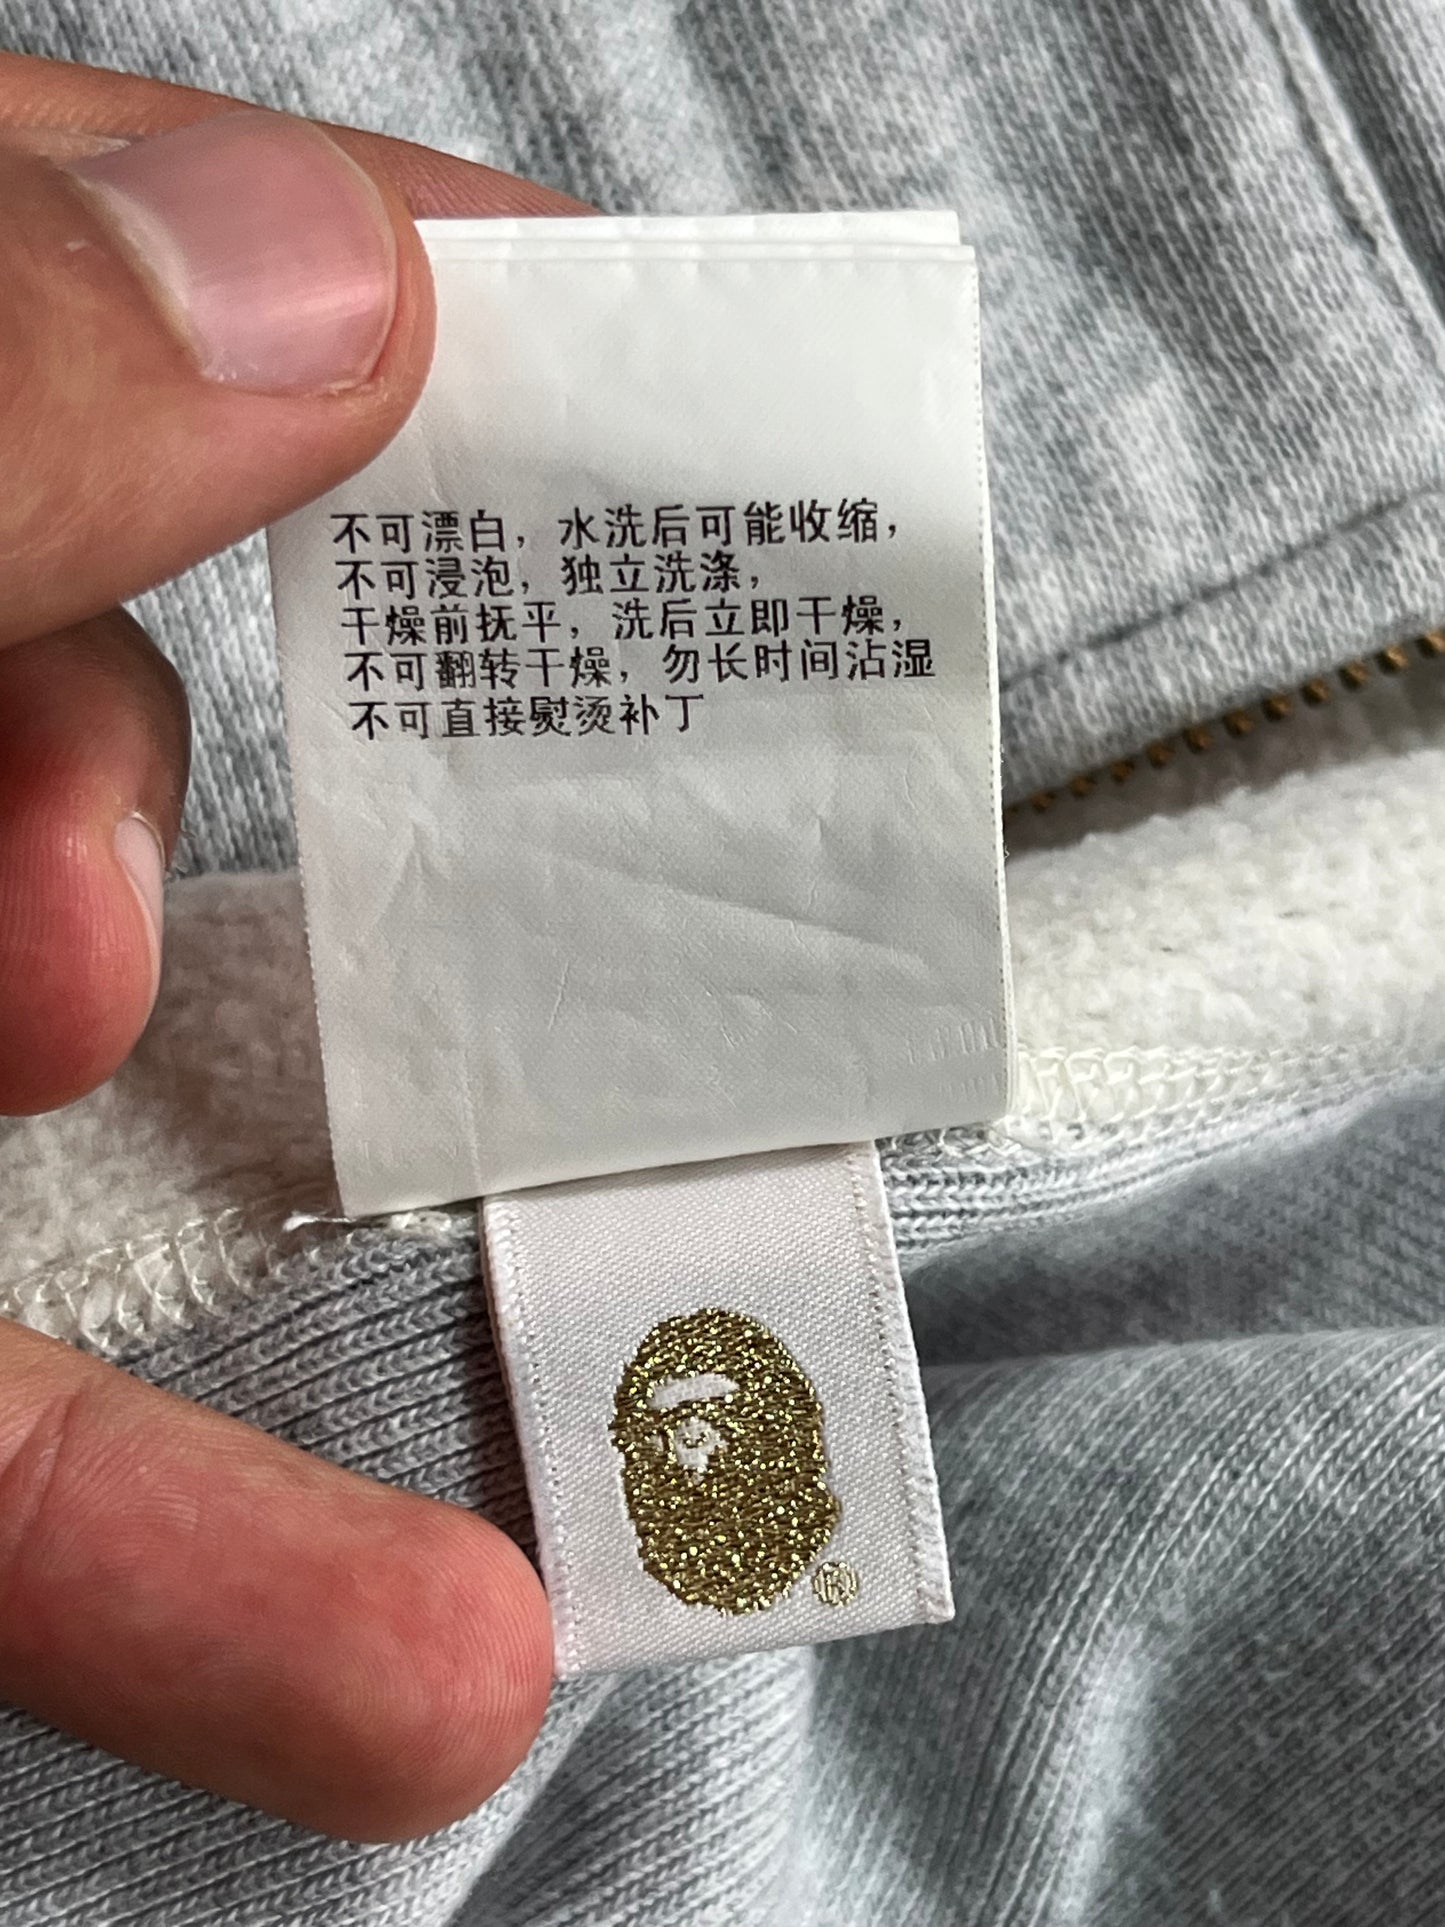 不可漂白，水洗后可能收缩，
不可浸泡，独立洗涤，
干燥前抚平，洗后立即干燥，
不可翻转干燥，勿长时间沾湿
不可直接熨烫补丁
®